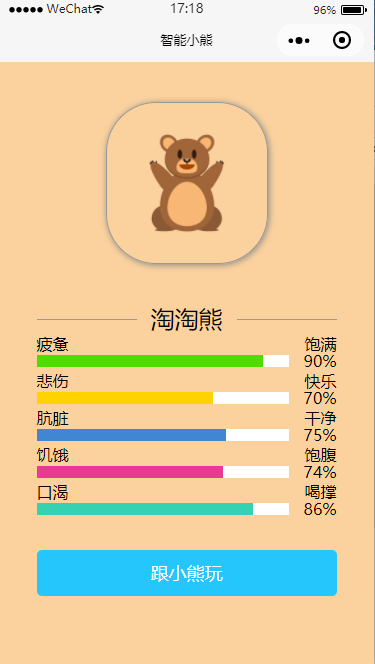 WeChat 17:18 96%
智能小熊
淘淘熊
疲惫 饱满
90%
悲伤 快乐
70%
肮脏 干净
75%
饥饿 饱腹
74%
口渴 喝撑
86%
跟小熊玩